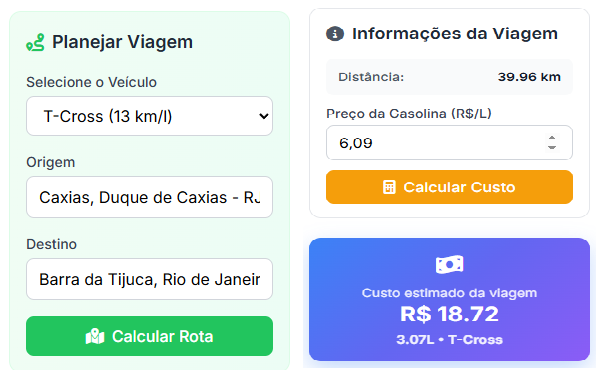 Planejar Viagem
Selecione o Veículo
T-Cross (13 km/l)
Origem
Caxias, Duque de Caxias - RJ,
Destino
Barra da Tijuca, Rio de Janeir
Calcular Rota
Informações da Viagem
Distância: 39.96 km
Preço da Gasolina (R$/L)
6,09
Calcular Custo
Custo estimado da viagem
R$ 18.72
3.07L • T-Cross